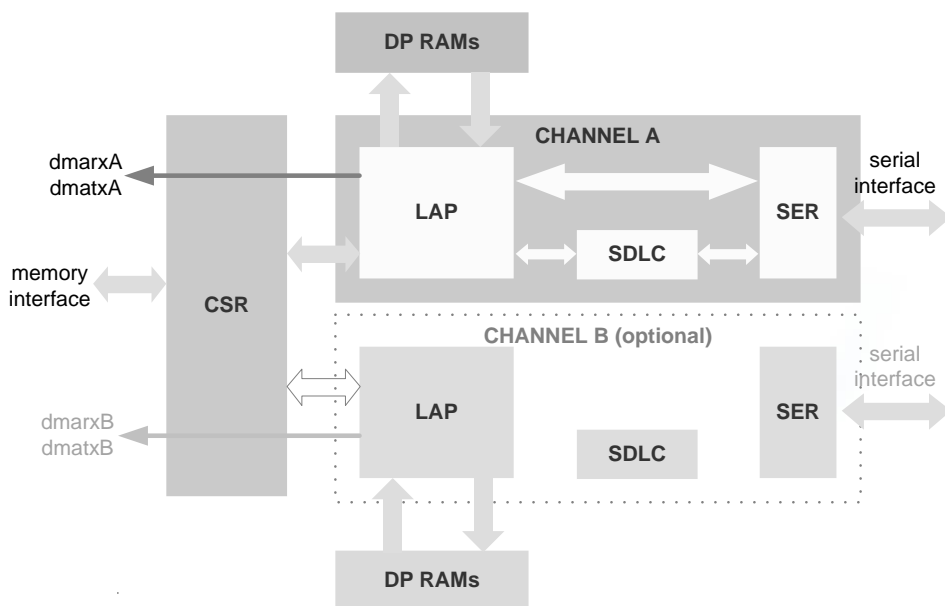 DP RAMs
CHANNEL A
dmarxA
dmatxA
LAP
SER
serial
interface
SDLC
memory
interface
CSR
CHANNEL B (optional)
serial
interface
LAP
SER
dmarxB
dmatxB
SDLC
DP RAMs